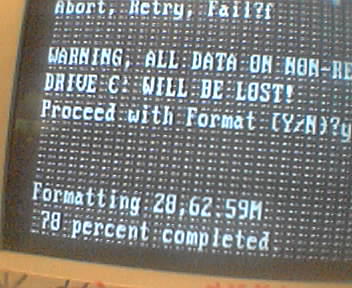 Abort, Retry, Fail?f
WARNING, ALL DATA ON NON-RE
DRIVE C: WILL BE LOST!
Proceed with Format (Y/N)?y
Formatting 28,62.59M
78 percent completed